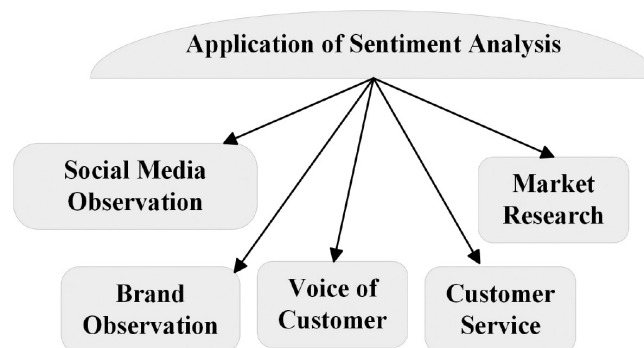 Application of Sentiment Analysis
Social Media
Observation
Market
Research
Brand
Observation
Voice of
Customer
Customer
Service